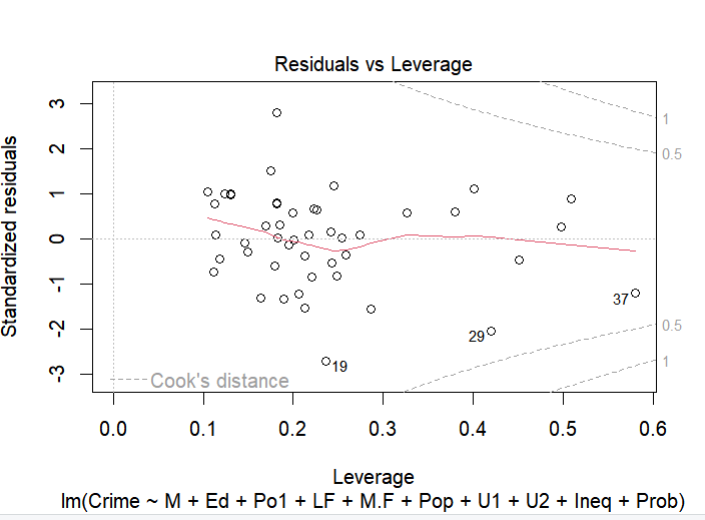 Residuals vs Leverage
Standardized residuals
3
2
1
0
-1
-2
-3
1
0.5
0.5
1
37
29
19
Cook's distance
0.0 0.1 0.2 0.3 0.4 0.5 0.6
Leverage
lm(Crime ~ M + Ed + Po1 + LF + M.F + Pop + U1 + U2 + Ineq + Prob)